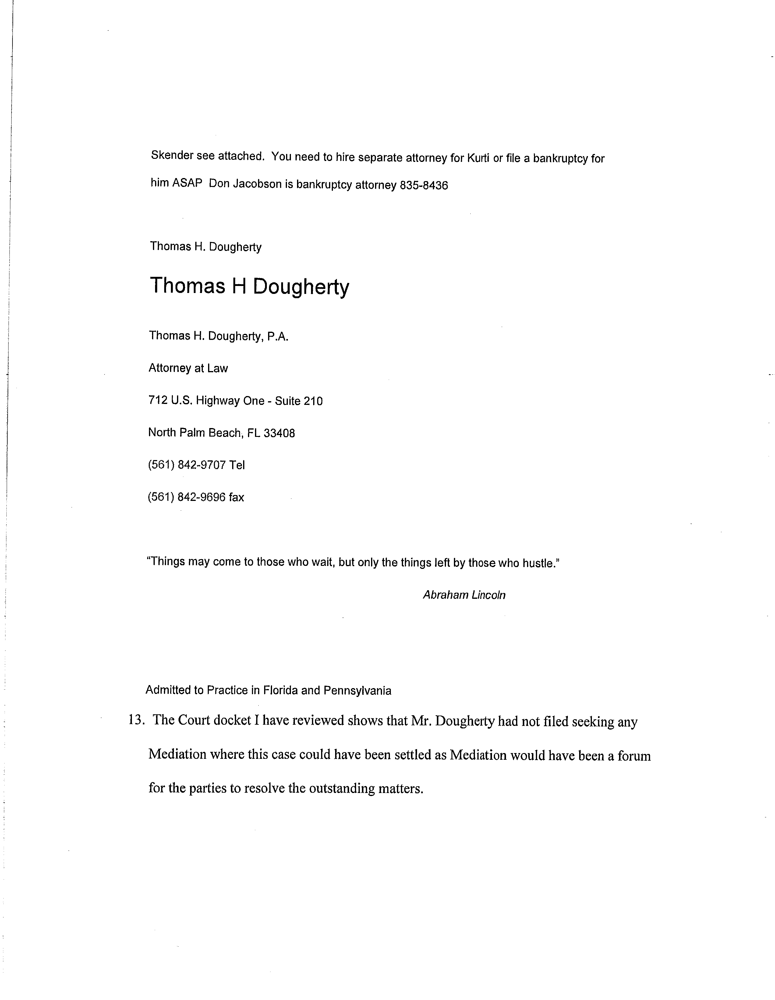 Skender see attached.  You need to hire separate attorney for Kurti or file a bankruptcy for
him ASAP  Don Jacobson is bankruptcy attorney 835-8436
Thomas H. Dougherty
Thomas H Dougherty
Thomas H. Dougherty, P.A.
Attorney at Law
712 U.S. Highway One - Suite 210
North Palm Beach, FL 33408
(561) 842-9707 Tel
(561) 842-9696 fax
“Things may come to those who wait, but only the things left by those who hustle.”
Abraham Lincoln
Admitted to Practice in Florida and Pennsylvania
13.  The Court docket I have reviewed shows that Mr. Dougherty had not filed seeking any
Mediation where this case could have been settled as Mediation would have been a forum
for the parties to resolve the outstanding matters.